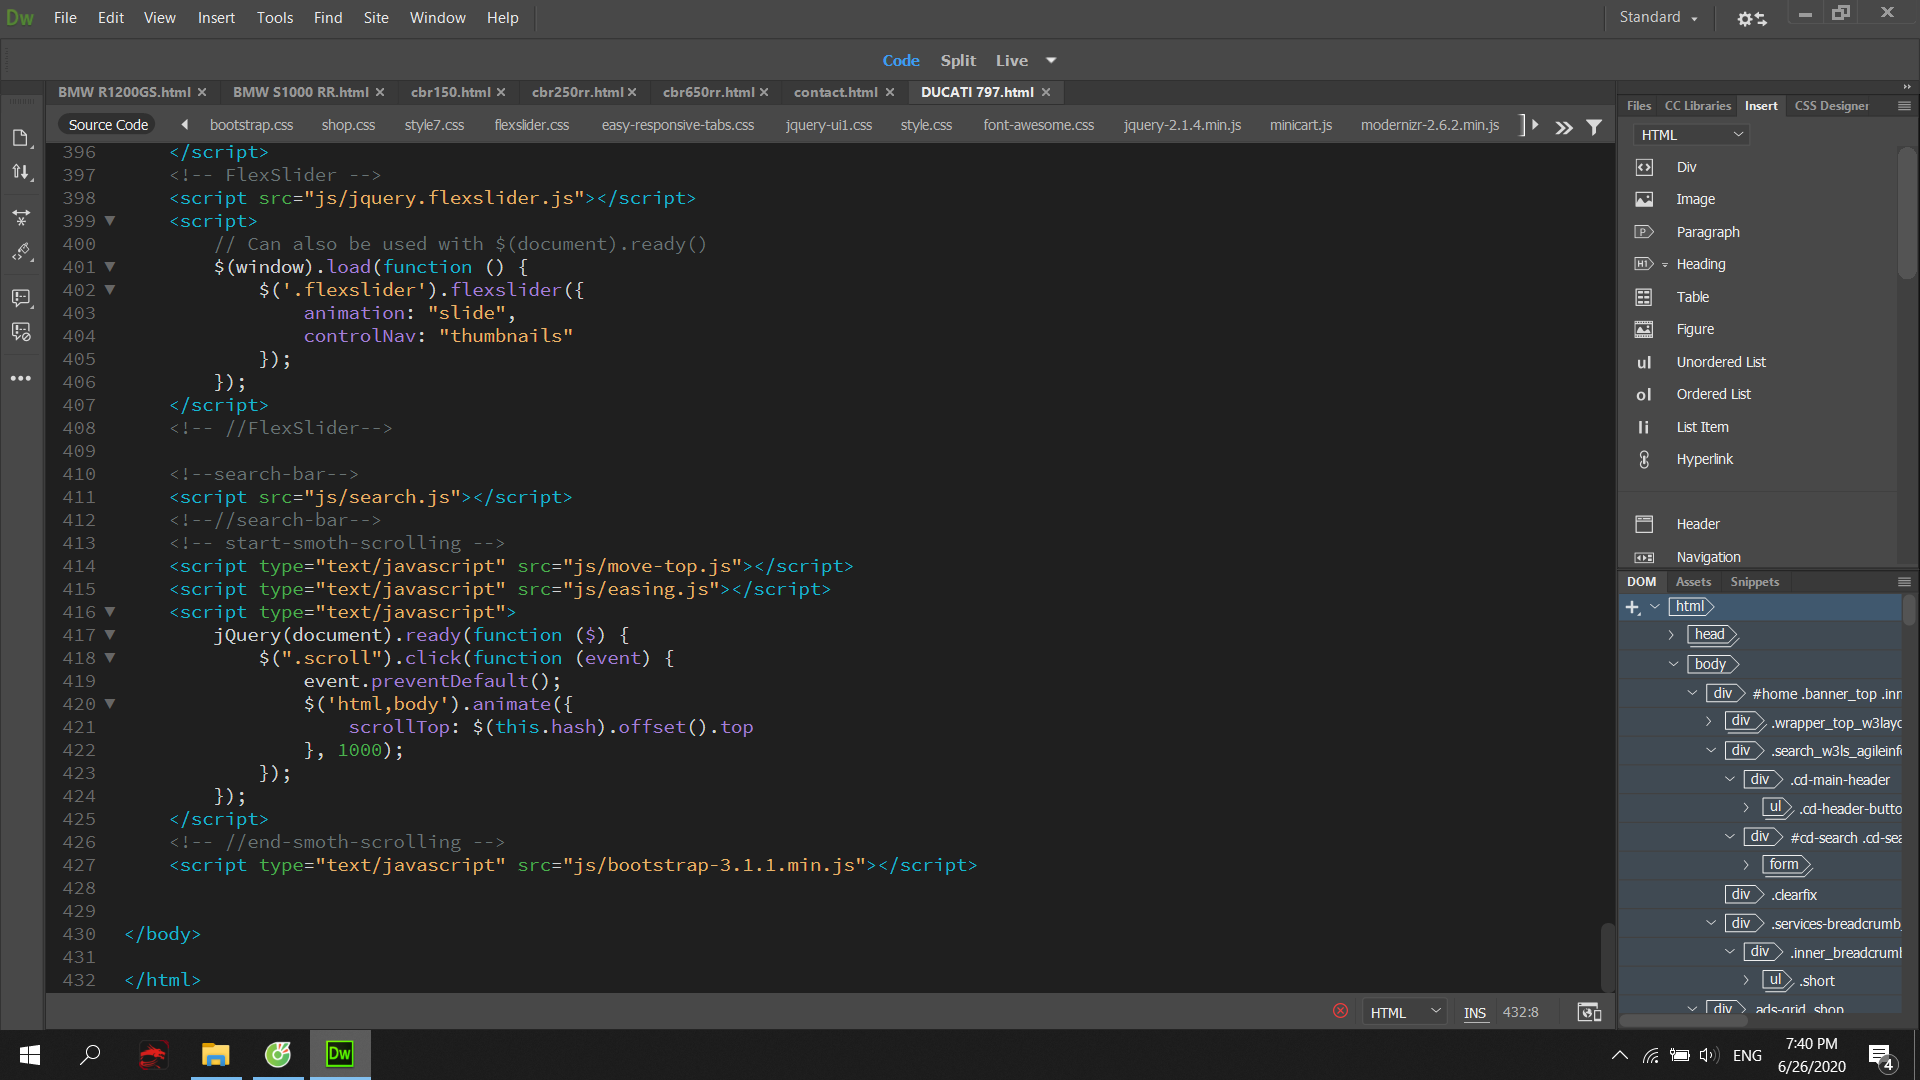 Dw File Edit View Insert Tools Find Site Window Help Standard
Code Split Live
BMW R1200GS.html BMW S1000 RR.html cbr150.html cbr250rr.html cbr650rr.html contact.html DUCATI 797.html
Source Code bootstrap.css shop.css style7.css flexslider.css easy-responsive-tabs.css jquery-ui1.css style.css font-awesome.css jquery-2.1.4.min.js minicart.js modernizr-2.6.2.min.js
396 </script>
397 <!-- FlexSlider -->
398 <script src="js/jquery.flexslider.js"></script>
399 <script>
400 // Can also be used with $(document).ready()
401 $(window).load(function () {
402 $('.flexslider').flexslider({
403 animation: "slide",
404 controlNav: "thumbnails"
405 });
406 });
407 </script>
408 <!-- //FlexSlider-->
409
410 <!--search-bar-->
411 <script src="js/search.js"></script>
412 <!--//search-bar-->
413 <!-- start-smoth-scrolling -->
414 <script type="text/javascript" src="js/move-top.js"></script>
415 <script type="text/javascript" src="js/easing.js"></script>
416 <script type="text/javascript">
417 jQuery(document).ready(function ($) {
418 $(".scroll").click(function (event) {
419 event.preventDefault();
420 $('html,body').animate({
421 scrollTop: $(this.hash).offset().top
422 }, 1000);
423 });
424 });
425 </script>
426 <!-- //end-smoth-scrolling -->
427 <script type="text/javascript" src="js/bootstrap-3.1.1.min.js"></script>
428
429
430 </body>
431
432 </html>
HTML INS 432:8
Files CC Libraries Insert CSS Designer
HTML
Div
Image
Paragraph
Heading
Table
Figure
ul Unordered List
ol Ordered List
li List Item
Hyperlink
Header
Navigation
DOM Assets Snippets
html
head
body
div #home .banner_top .inn
div .wrapper_top_w3layo
div .search_w3ls_agileinf
div .cd-main-header
ul .cd-header-butto
div #cd-search .cd-sea
form
div .clearfix
div .services-breadcrumb
div .inner_breadcrum
ul .short
div .ads-grid_shop
Dw ENG 7:40 PM
6/26/2020 4